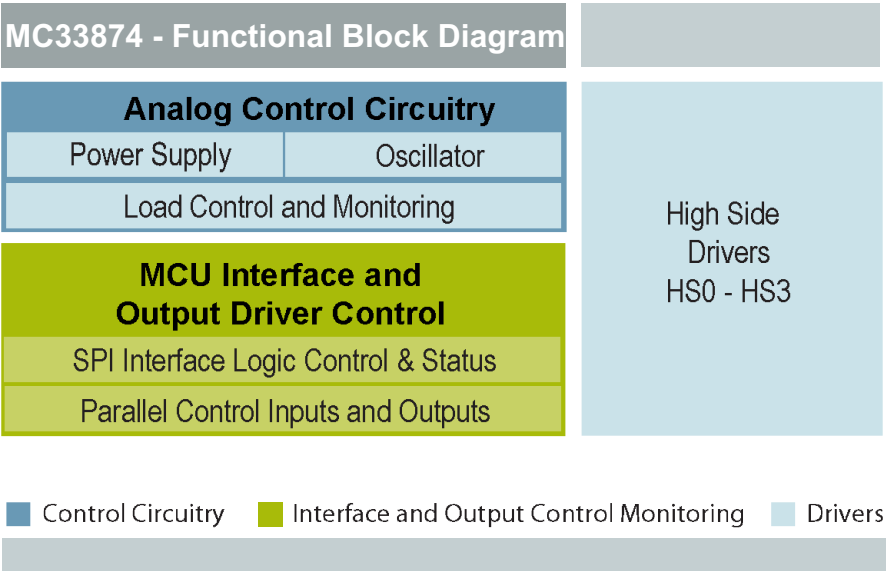 MC33874 - Functional Block Diagram
Analog Control Circuitry
Power Supply
Oscillator
Load Control and Monitoring
MCU Interface and
Output Driver Control
SPI Interface Logic Control & Status
Parallel Control Inputs and Outputs
High Side
Drivers
HS0 - HS3
Control Circuitry
Interface and Output Control Monitoring
Drivers